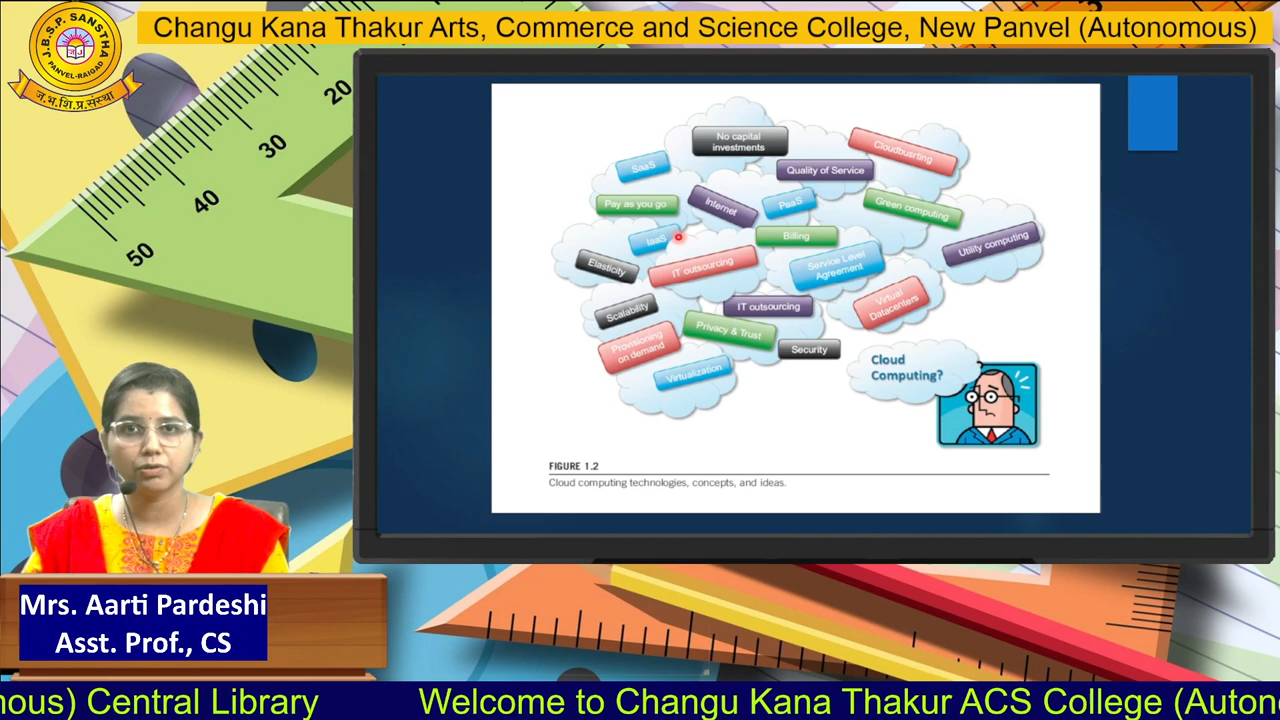 Changu Kana Thakur Arts, Commerce and Science College, New Panvel (Autonomous)
J.B.S.P. SANSTHA
PANVEL-RAIGAD
ज.भ.शि.प्र.संस्था
20
30
40
50
3
No capital
investments
Cloudbusrting
SaaS
Quality of Service
Pay as you go
Internet
PaaS
Green computing
IaaS
Billing
Utility computing
Elasticity
IT outsourcing
Service Level
Agreement
Scalability
IT outsourcing
Virtual
Datacenters
Provisioning
on demand
Privacy & Trust
Security
Virtualization
Cloud
Computing?
FIGURE 1.2
Cloud computing technologies, concepts, and ideas.
Mrs. Aarti Pardeshi
Asst. Prof., CS
nous) Central Library Welcome to Changu Kana Thakur ACS College (Auton